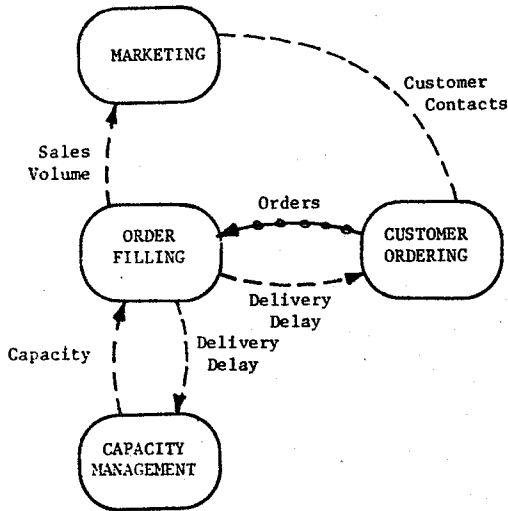 MARKETING
Customer
Contacts
Sales
Volume
Orders
ORDER
FILLING
CUSTOMER
ORDERING
Delivery
Delay
Capacity
Delivery
Delay
CAPACITY
MANAGEMENT